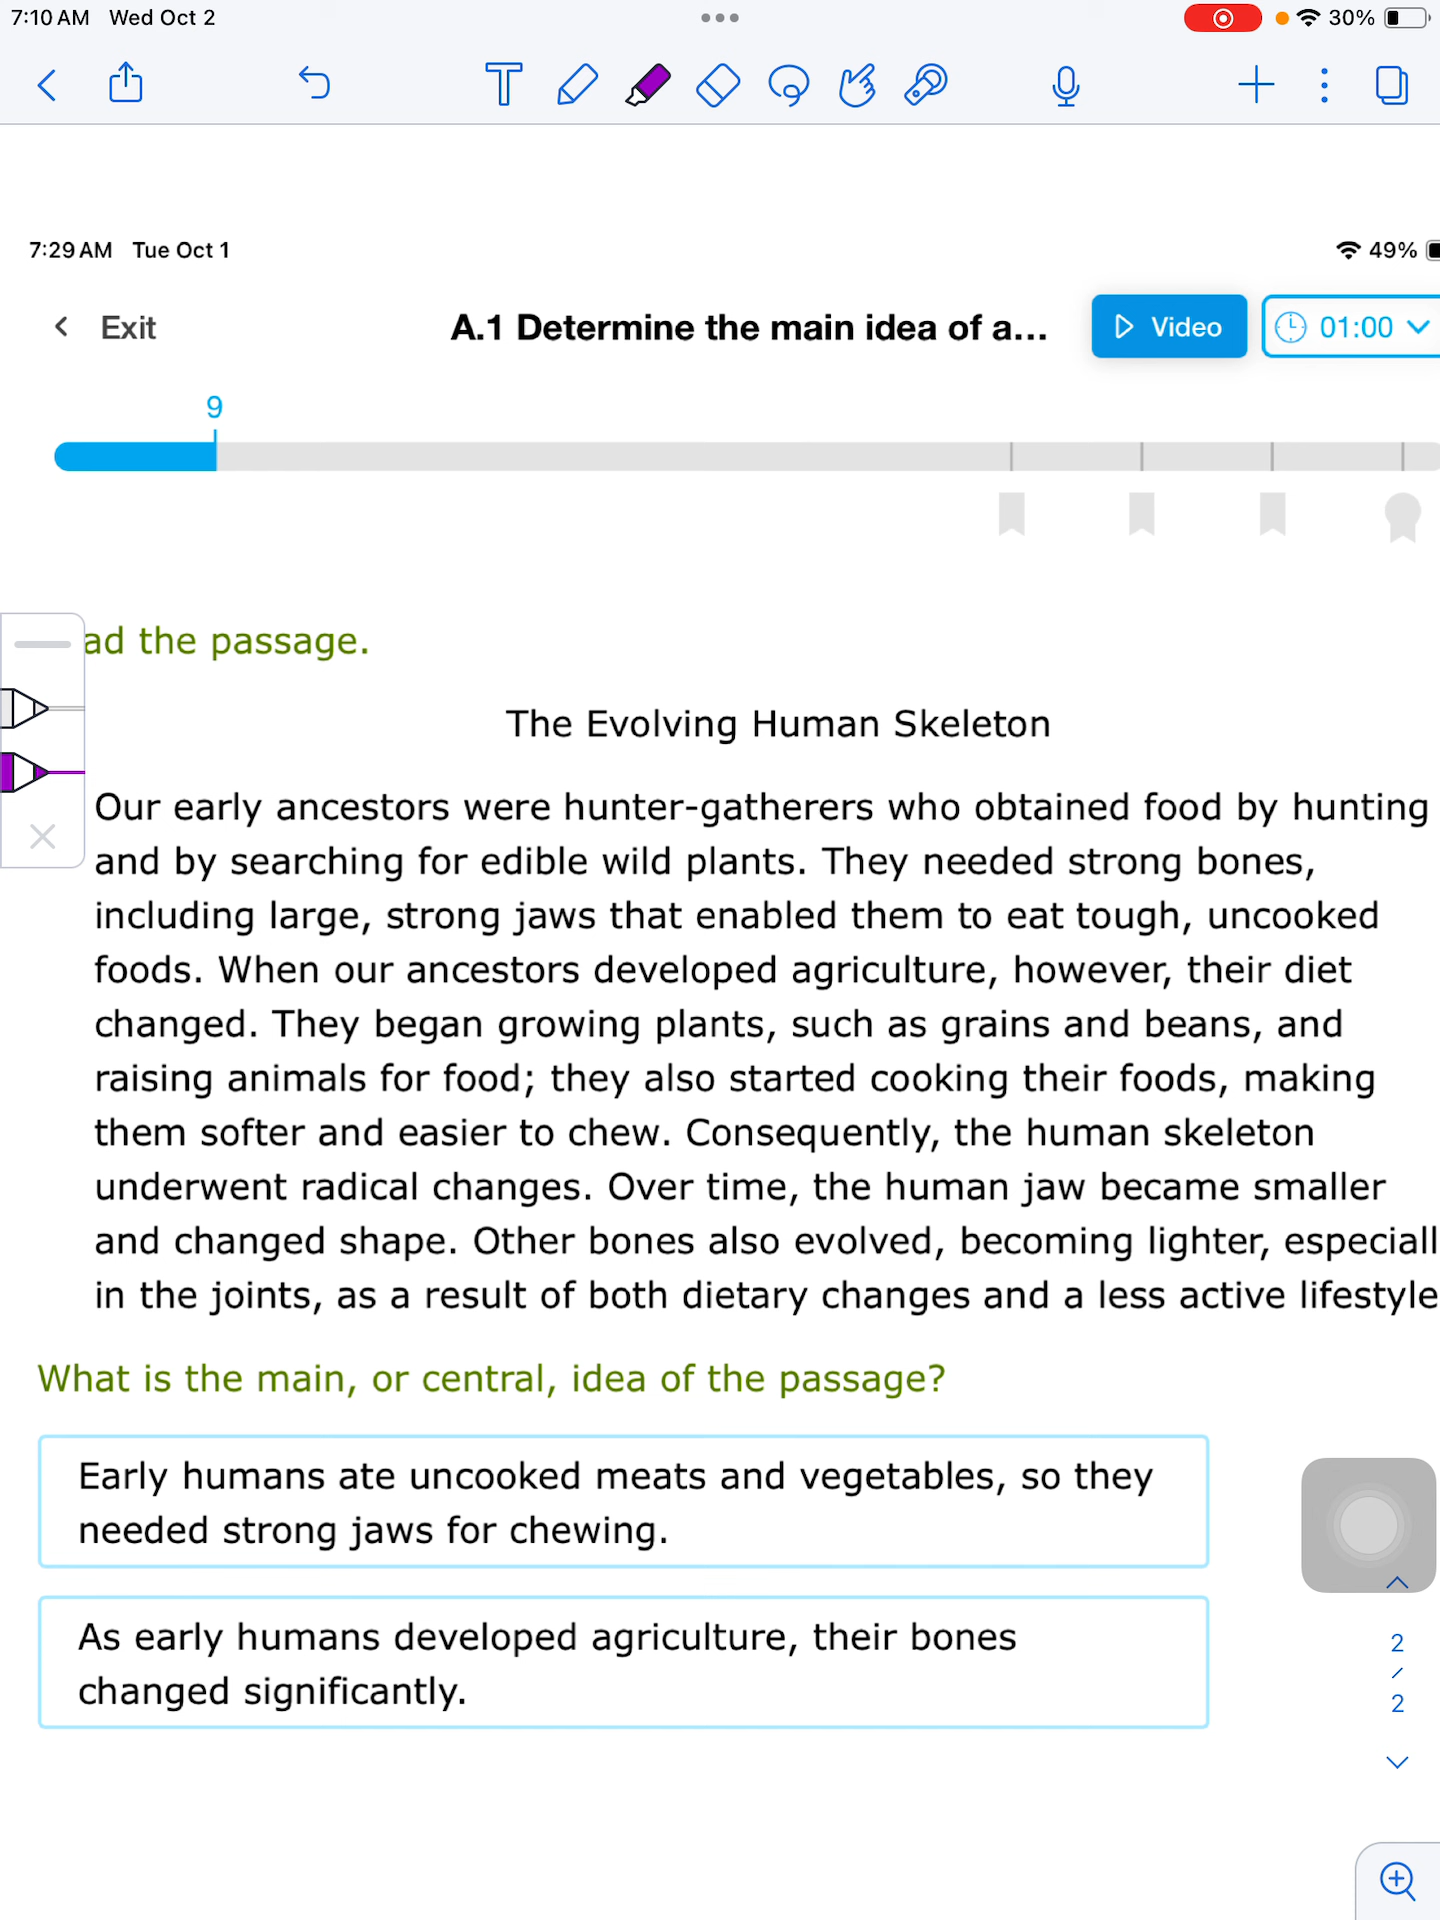 7:10 AM Wed Oct 2
30%
7:29 AM Tue Oct 1
49%
Exit
A.1 Determine the main idea of a...
Video
01:00
9
ad the passage.
The Evolving Human Skeleton
Our early ancestors were hunter-gatherers who obtained food by hunting
and by searching for edible wild plants. They needed strong bones,
including large, strong jaws that enabled them to eat tough, uncooked
foods. When our ancestors developed agriculture, however, their diet
changed. They began growing plants, such as grains and beans, and
raising animals for food; they also started cooking their foods, making
them softer and easier to chew. Consequently, the human skeleton
underwent radical changes. Over time, the human jaw became smaller
and changed shape. Other bones also evolved, becoming lighter, especiall
in the joints, as a result of both dietary changes and a less active lifestyle
What is the main, or central, idea of the passage?
Early humans ate uncooked meats and vegetables, so they
needed strong jaws for chewing.
As early humans developed agriculture, their bones
changed significantly.
2
/
2